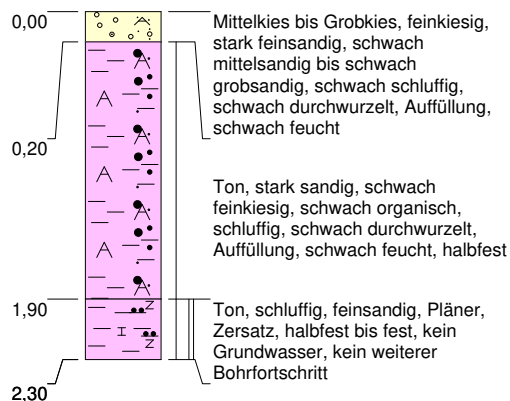 0,00
Mittelkies bis Grobkies, feinkiesig,
stark feinsandig, schwach
mittelsandig bis schwach
grobsandig, schwach schluffig,
schwach durchwurzelt, Auffüllung,
schwach feucht
0,20
Ton, stark sandig, schwach
feinkiesig, schwach organisch,
schluffig, schwach durchwurzelt,
Auffüllung, schwach feucht, halbfest
1,90
Ton, schluffig, feinsandig, Pläner,
Zersatz, halbfest bis fest, kein
Grundwasser, kein weiterer
Bohrfortschritt
2,30
A
A
A
A
A
A
A
A
A
Z
Z